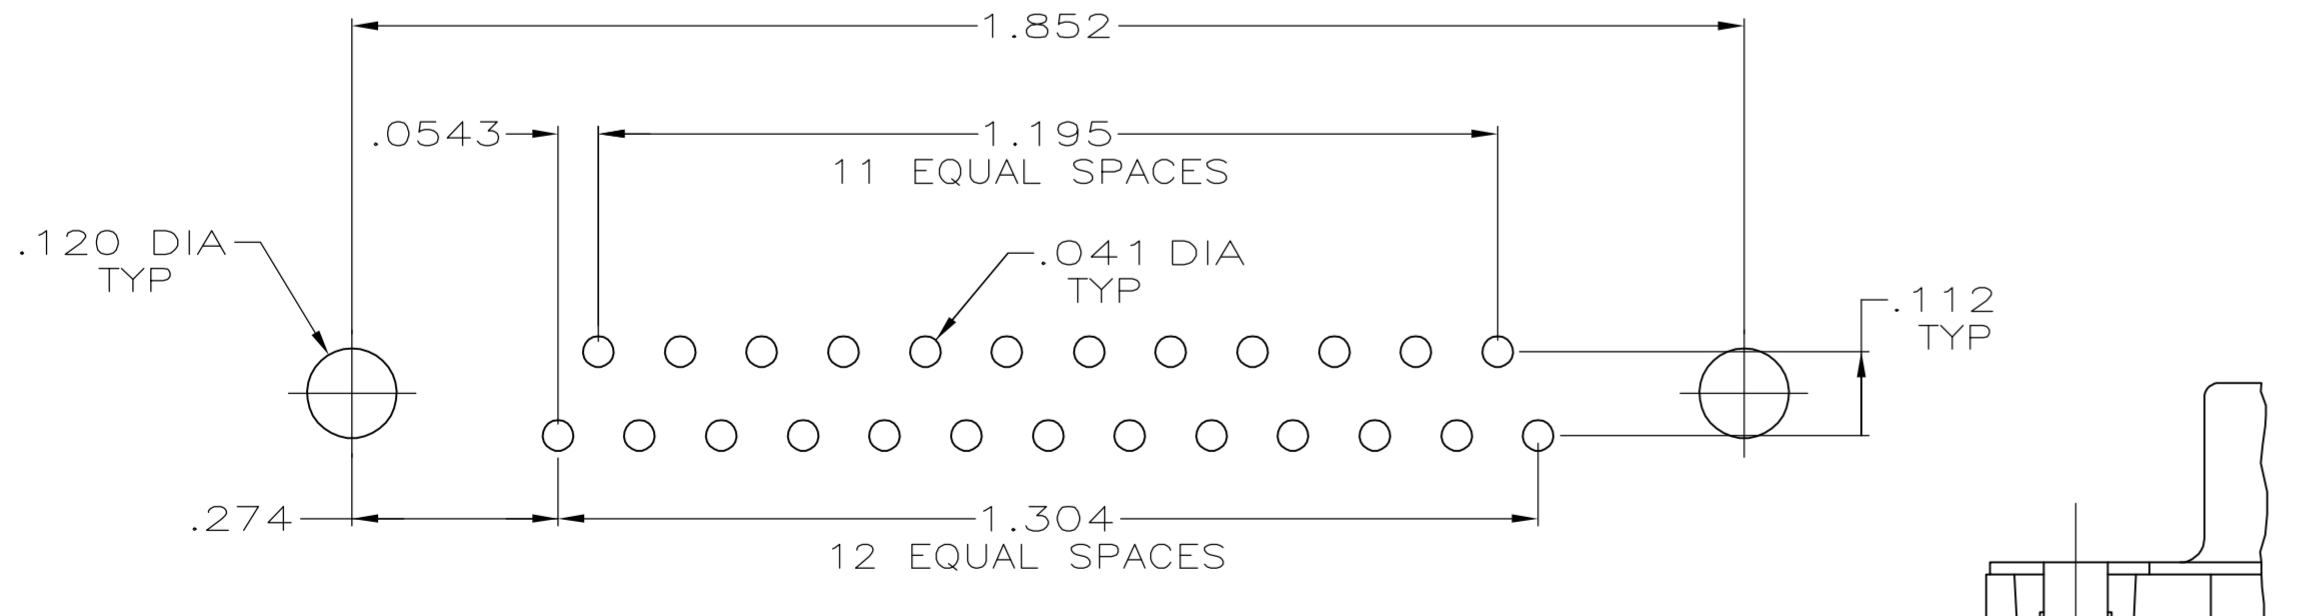 1.852
.0543
1.195
11 EQUAL SPACES
.120 DIA
TYP
.041 DIA
TYP
.112
TYP
.274
1.304
12 EQUAL SPACES